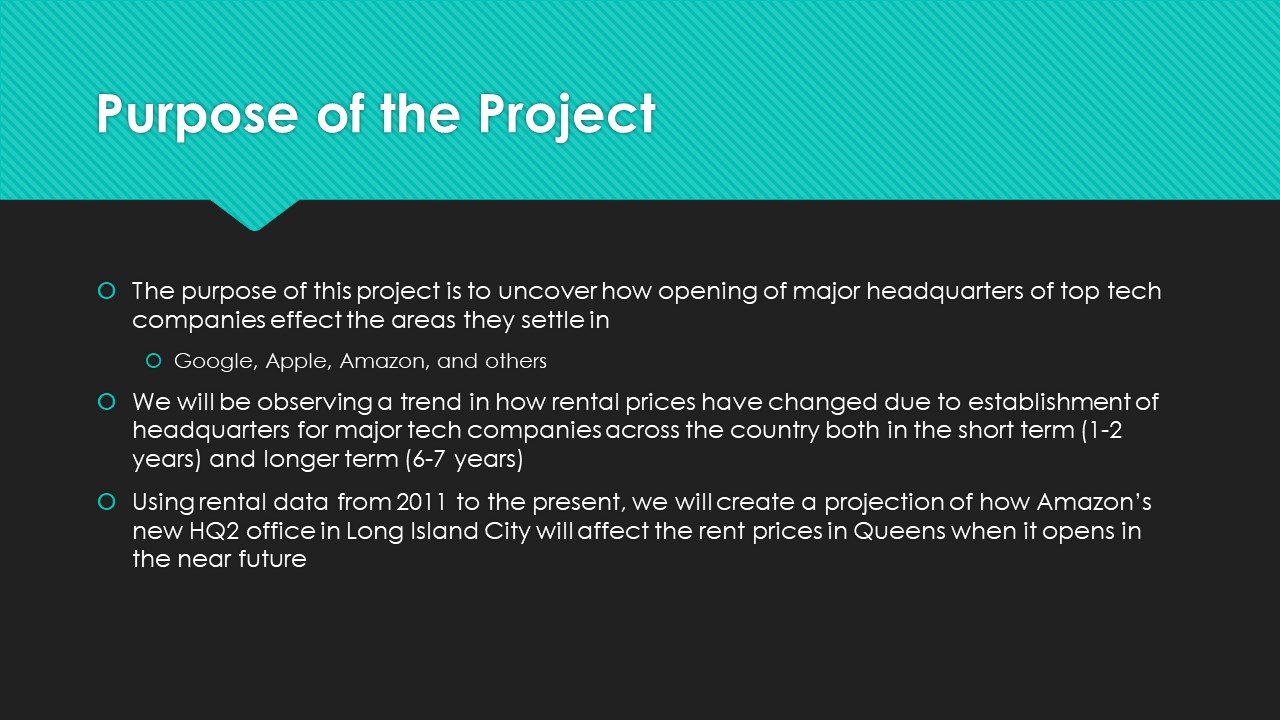 Purpose of the Project
The purpose of this project is to uncover how opening of major headquarters of top tech
companies effect the areas they settle in
Google, Apple, Amazon, and others
We will be observing a trend in how rental prices have changed due to establishment of
headquarters for major tech companies across the country both in the short term (1-2
years) and longer term (6-7 years)
Using rental data from 2011 to the present, we will create a projection of how Amazon’s
new HQ2 office in Long Island City will affect the rent prices in Queens when it opens in
the near future